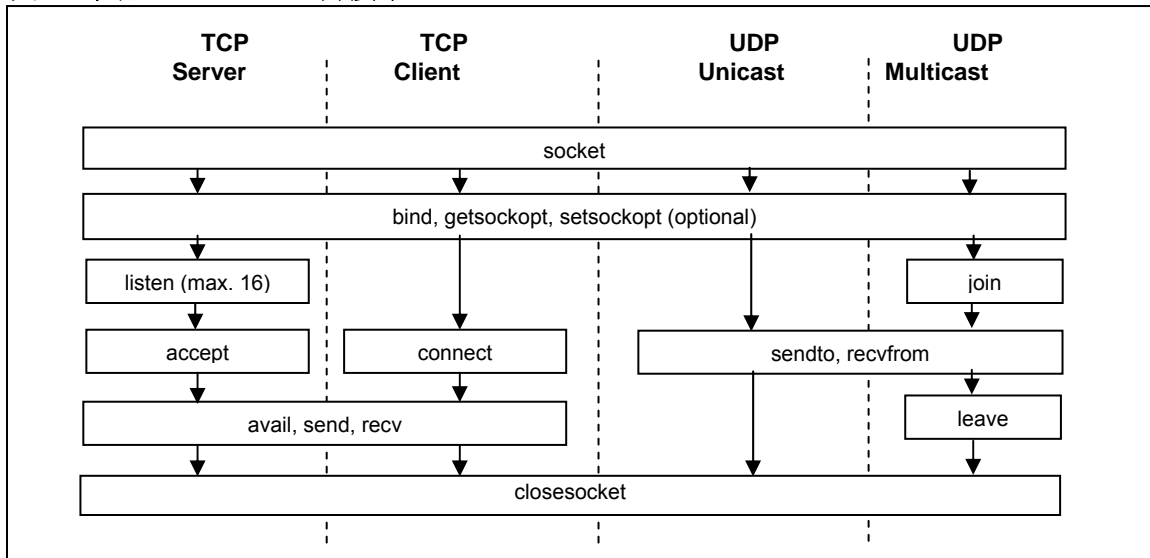 TCP Server
TCP Client
UDP Unicast
UDP Multicast
socket
bind, getsockopt, setsockopt (optional)
listen (max. 16)
join
accept
connect
sendto, recvfrom
avail, send, recv
leave
closesocket